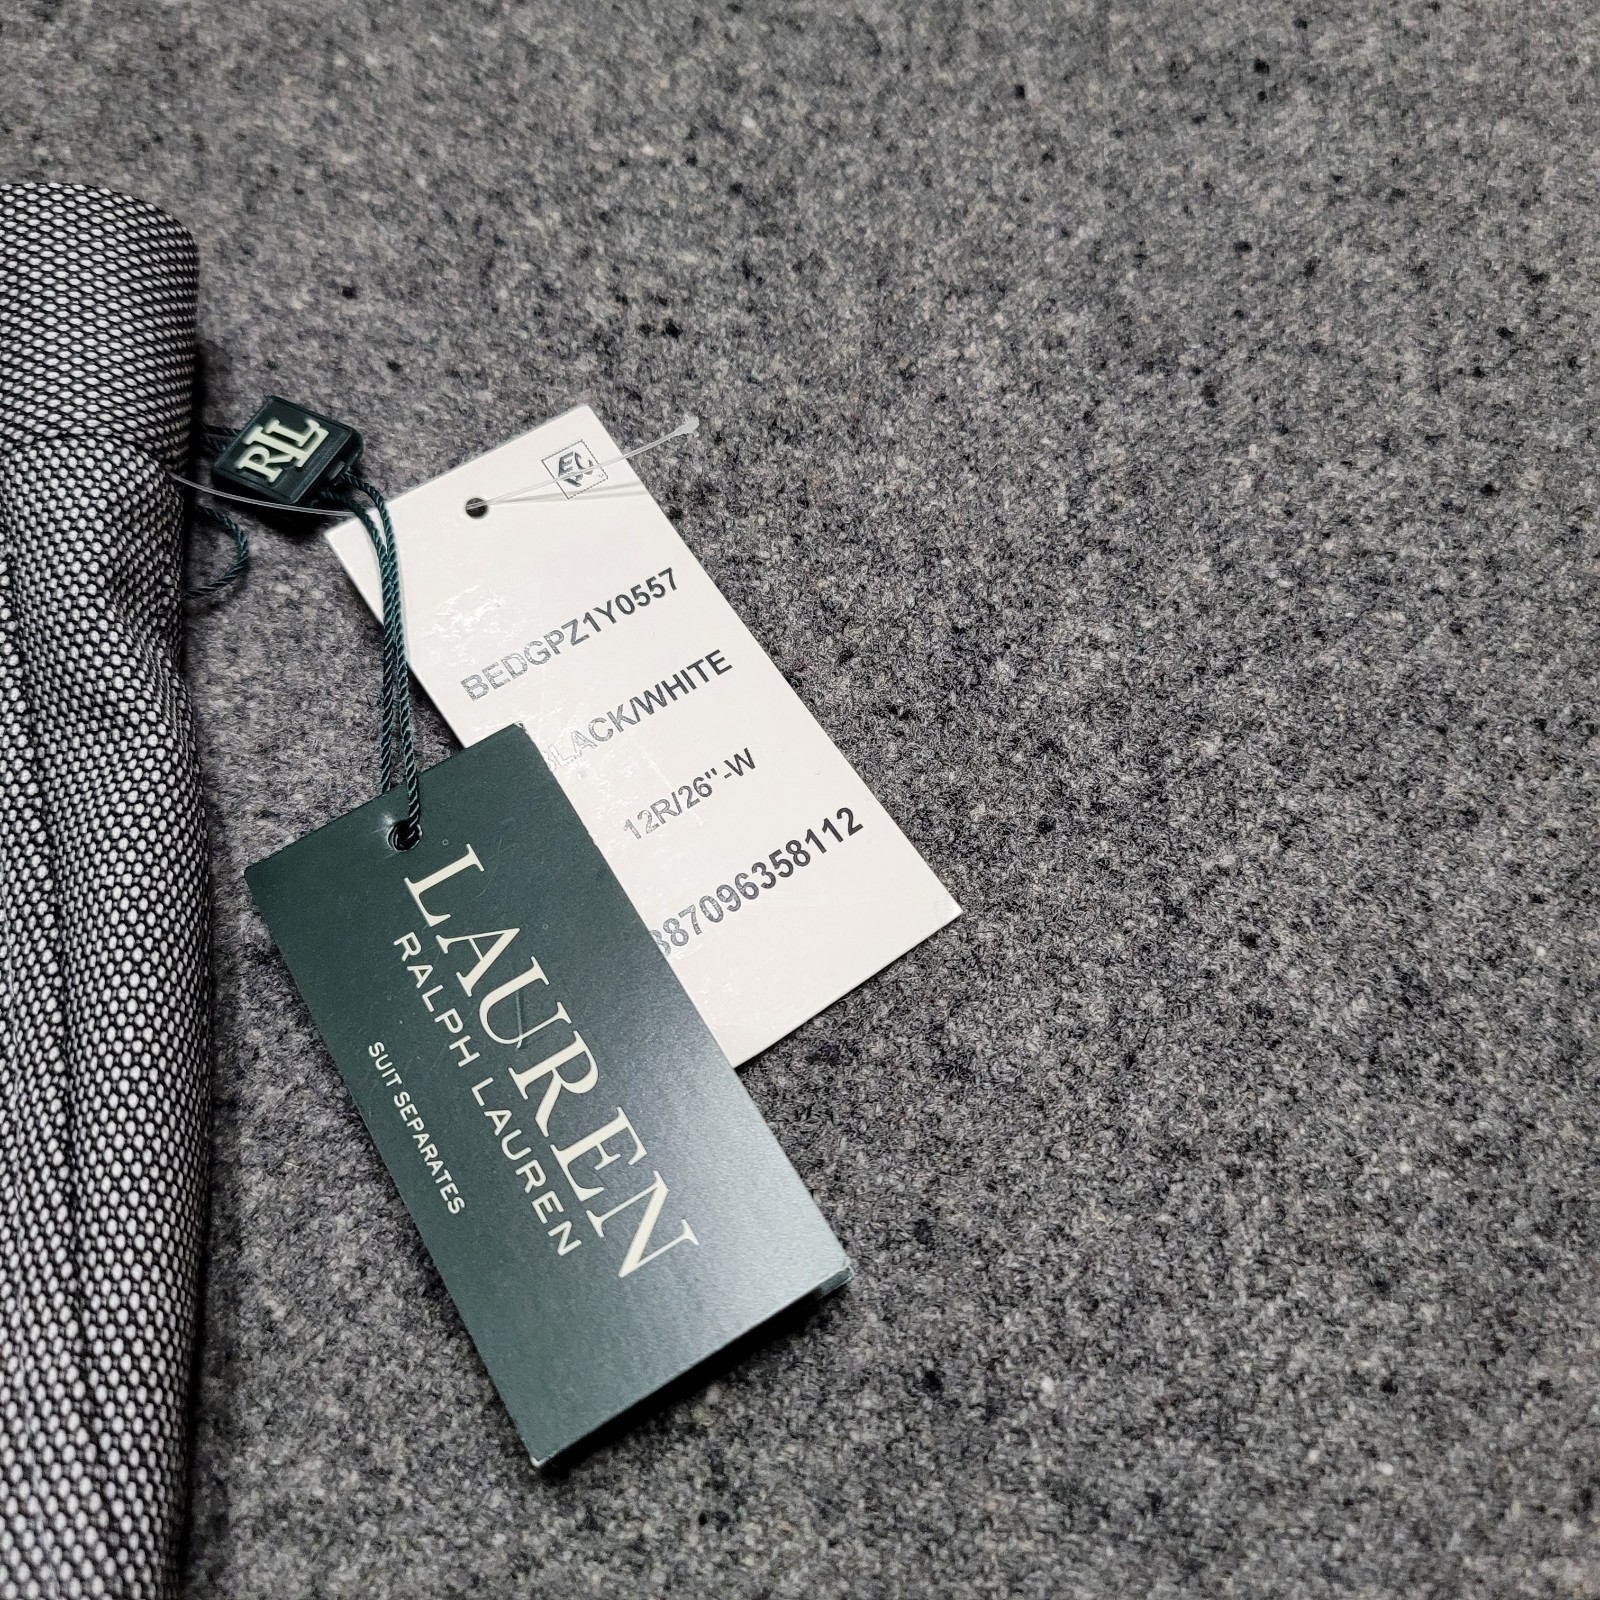 RLL
BEDGPZ1Y0557
BLACK/WHITE
12R/26"-W
887096358112
LAUREN
RALPH LAUREN
SUIT SEPARATES